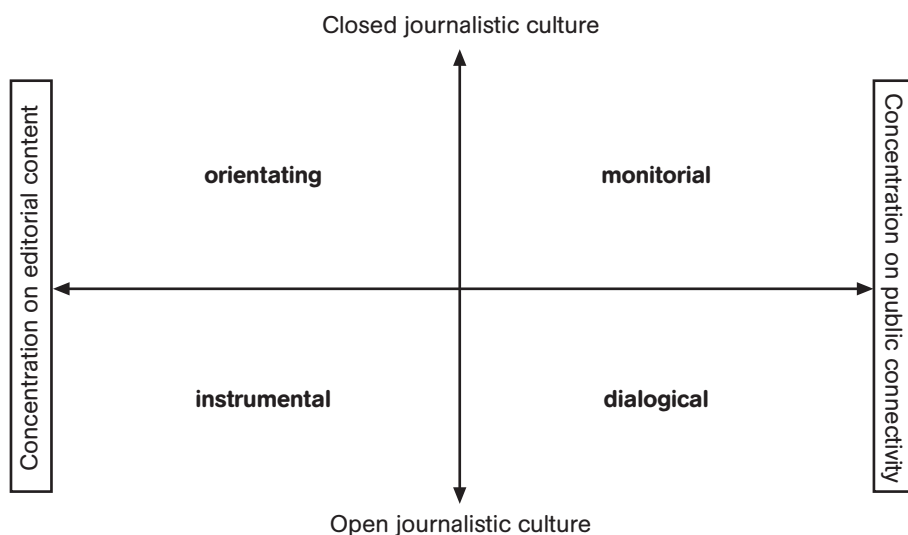 Closed journalistic culture
Concentration on editorial content
orientating
monitorial
Concentration on public connectivity
instrumental
dialogical
Open journalistic culture